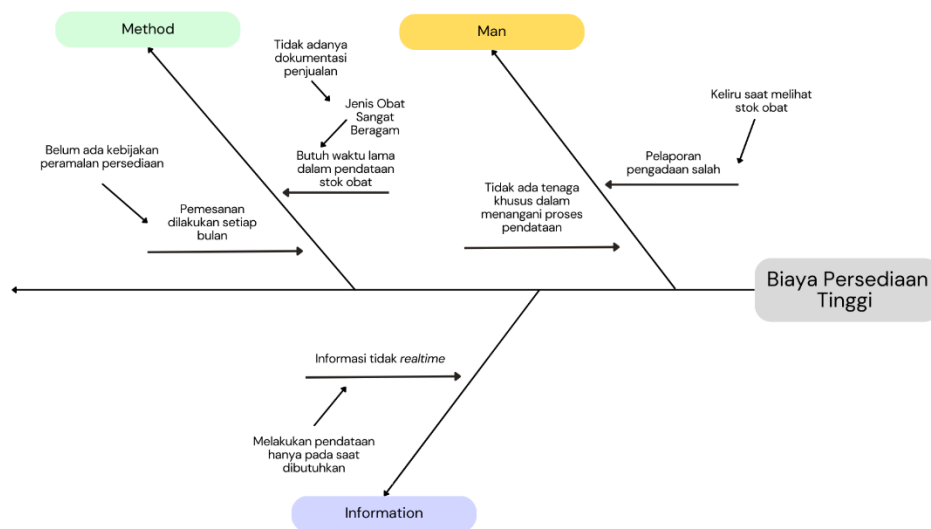 Method
Man
Tidak adanya
dokumentasi
penjualan
Jenis Obat
Sangat
Beragam
Keliru saat melihat
stok obat
Belum ada kebijakan
peramalan persediaan
Butuh waktu lama
dalam pendataan
stok obat
Pelaporan
pengadaan salah
Pemesanan
dilakukan setiap
bulan
Tidak ada tenaga
khusus dalam
menangani proses
pendataan
Biaya Persediaan
Tinggi
Informasi tidak realtime
Melakukan pendataan
hanya pada saat
dibutuhkan
Information